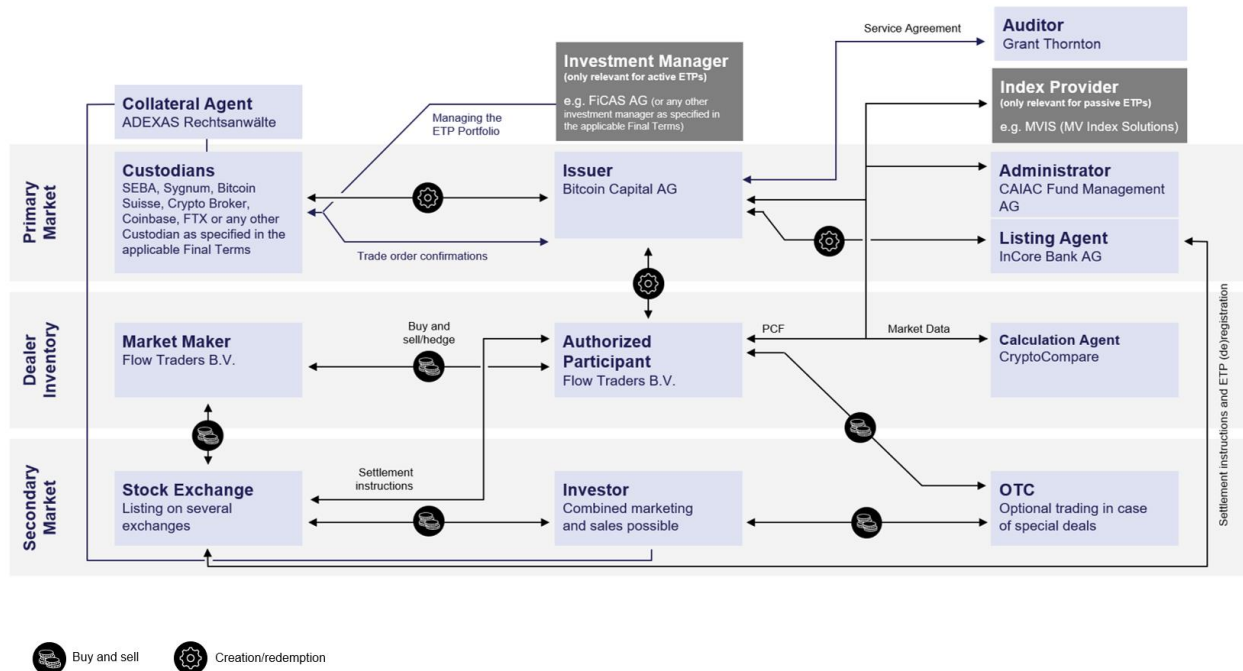 Service Agreement
Auditor
Grant Thornton
Investment Manager
(only relevant for active ETPs)
e.g. FiCAS AG (or any other
investment manager as specified
in the applicable Final Terms)
Index Provider
(only relevant for passive ETPs)
e.g. MVIS (MV Index Solutions)
Collateral Agent
ADEXAS Rechtsanwälte
Managing the
ETP Portfolio
Primary
Market
Custodians
SEBA, Sygnum, Bitcoin
Suisse, Crypto Broker,
Coinbase, FTX or any other
Custodian as specified in the
applicable Final Terms
Issuer
Bitcoin Capital AG
Administrator
CAIAC Fund Management
AG
Listing Agent
InCore Bank AG
Trade order confirmations
Dealer
Inventory
Market Maker
Flow Traders B.V.
Buy and
sell/hedge
Authorized
Participant
Flow Traders B.V.
PCF
Market Data
Calculation Agent
CryptoCompare
Settlement instructions and ETP (de)registration
Secondary
Market
Stock Exchange
Listing on several
exchanges
Settlement
instructions
Investor
Combined marketing
and sales possible
OTC
Optional trading in case
of special deals
Buy and sell
Creation/redemption